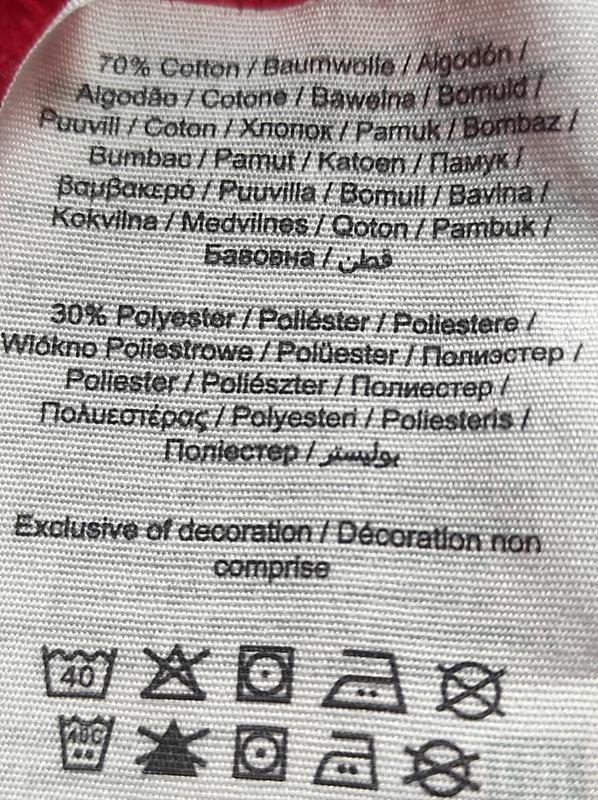 70% Cotton / Baumwolle / Algodón /
Algodão / Cotone / Bawełna / Bomuld /
Puuvill / Coton / Хлопок / Pamuk / Bombaz /
Bumbac / Pamut / Katoen / Памук /
βαμβακερό / Puuvilla / Bomull / Bavlna /
Kokvilna / Medvilnes / Qoton / Pambuk /
Бавовна / قطن
30% Polyester / Poliéster / Poliestere /
Włókno Poliestrowe / Polüester / Полиэстер /
Poliester / Poliészter / Полиестер /
Πολυεστέρας / Polyesteri / Poliesteris /
Поліестер / بوليستر
Exclusive of decoration / Décoration non
comprise
40
40C